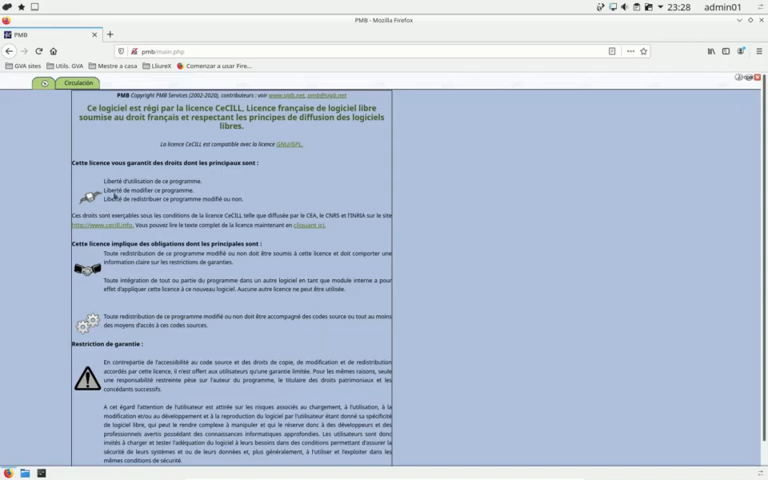 23:28 admin01
PMB - Mozilla Firefox
PMB
pmb/main.php
GVA sites Utils. GVA Mestre a casa LliureX Comenzar a usar Fire...
Circulación
PMB Copyright PMB Services (2002-2020), contributeurs : voir www.sigb.net, pmb@sigb.net
Ce logiciel est régi par la licence CeCILL, Licence française de logiciel libre
soumise au droit français et respectant les principes de diffusion des logiciels
libres.
La licence CeCILL est compatible avec la licence GNU/GPL.
Cette licence vous garantit des droits dont les principaux sont :
Liberté d'utilisation de ce programme.
Liberté de modifier ce programme.
Liberté de redistribuer ce programme modifié ou non.
Ces droits sont exerçables sous les conditions de la licence CeCILL telle que diffusée par le CEA, le CNRS et l'INRIA sur le site
http://www.cecill.info. Vous pouvez lire le texte complet de la licence maintenant en cliquant ici.
Cette licence implique des obligations dont les principales sont :
Toute redistribution de ce programme modifié ou non doit être soumis à cette licence et doit comporter une
information claire sur les restrictions de garanties.
Toute intégration de tout ou partie du programme dans un autre logiciel en tant que module interne a pour
effet d'appliquer cette licence à ce nouveau logiciel. Aucune autre licence ne peut être utilisée.
Toute redistribution de ce programme modifié ou non doit être accompagné des codes source ou tout au moins
des moyens d'accès à ces codes sources.
Restriction de garantie :
En contrepartie de l'accessibilité au code source et des droits de copie, de modification et de redistribution
accordés par cette licence, il n'est offert aux utilisateurs qu'une garantie limitée. Pour les mêmes raisons, seule
une responsabilité restreinte pèse sur l'auteur du programme, le titulaire des droits patrimoniaux et les
concédants successifs.
A cet égard l'attention de l'utilisateur est attirée sur les risques associés au chargement, à l'utilisation, à la
modification et/ou au développement et à la reproduction du logiciel par l'utilisateur étant donné sa spécificité
de logiciel libre, qui peut le rendre complexe à manipuler et qui le réserve donc à des développeurs et des
professionnels avertis possédant des connaissances informatiques approfondies. Les utilisateurs sont donc
invités à charger et tester l'adéquation du logiciel à leurs besoins dans des conditions permettant d'assurer la
sécurité de leurs systèmes et ou de leurs données et, plus généralement, à l'utiliser et l'exploiter dans les
mêmes conditions de sécurité.